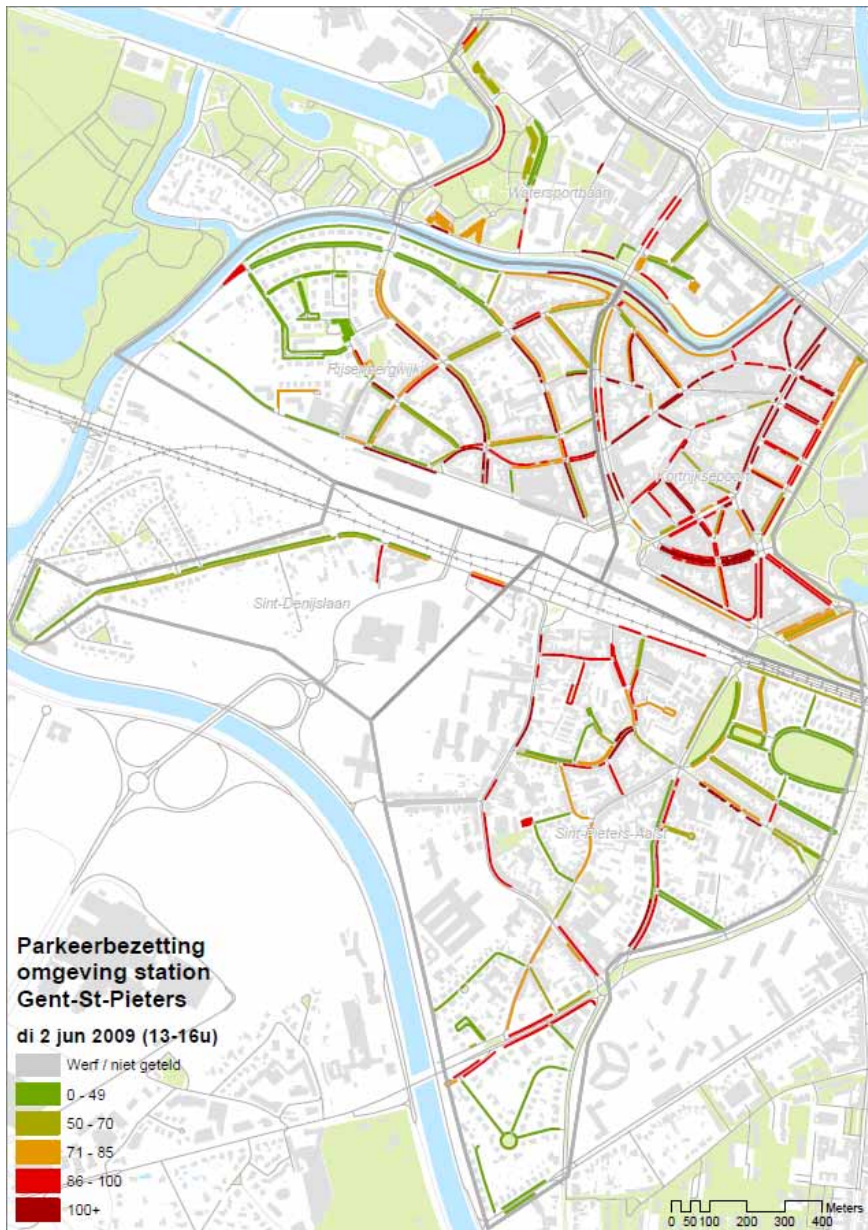 Watersportbaan
Rijsenbergwijk
Kortrijksepoort
Sint-Denijslaan
Sint-Pieters-Aalst
Parkeerbezetting
omgeving station
Gent-St-Pieters
di 2 jun 2009 (13-16u)
Werf / niet geteld
0 - 49
50 - 70
71 - 85
86 - 100
100+
Meters
0 50 100 200 300 400